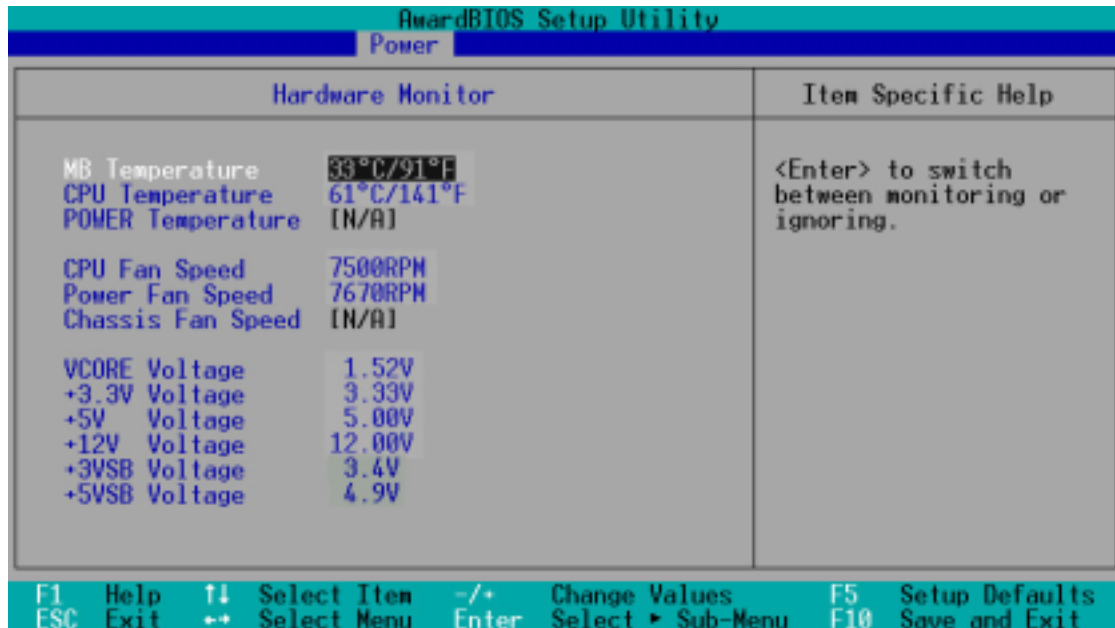 AwardBIOS Setup Utility
Power
Hardware Monitor
Item Specific Help
MB Temperature 33°C/91°F
CPU Temperature 61°C/141°F
POWER Temperature [N/A]
CPU Fan Speed 7500RPM
Power Fan Speed 7670RPM
Chassis Fan Speed [N/A]
VCORE Voltage 1.52V
+3.3V Voltage 3.33V
+5V Voltage 5.00V
+12V Voltage 12.00V
+3VSB Voltage 3.4V
+5VSB Voltage 4.9V
<Enter> to switch
between monitoring or
ignoring.
F1 Help ↑↓ Select Item -/+ Change Values F5 Setup Defaults
ESC Exit ←→ Select Menu Enter Select ► Sub-Menu F10 Save and Exit